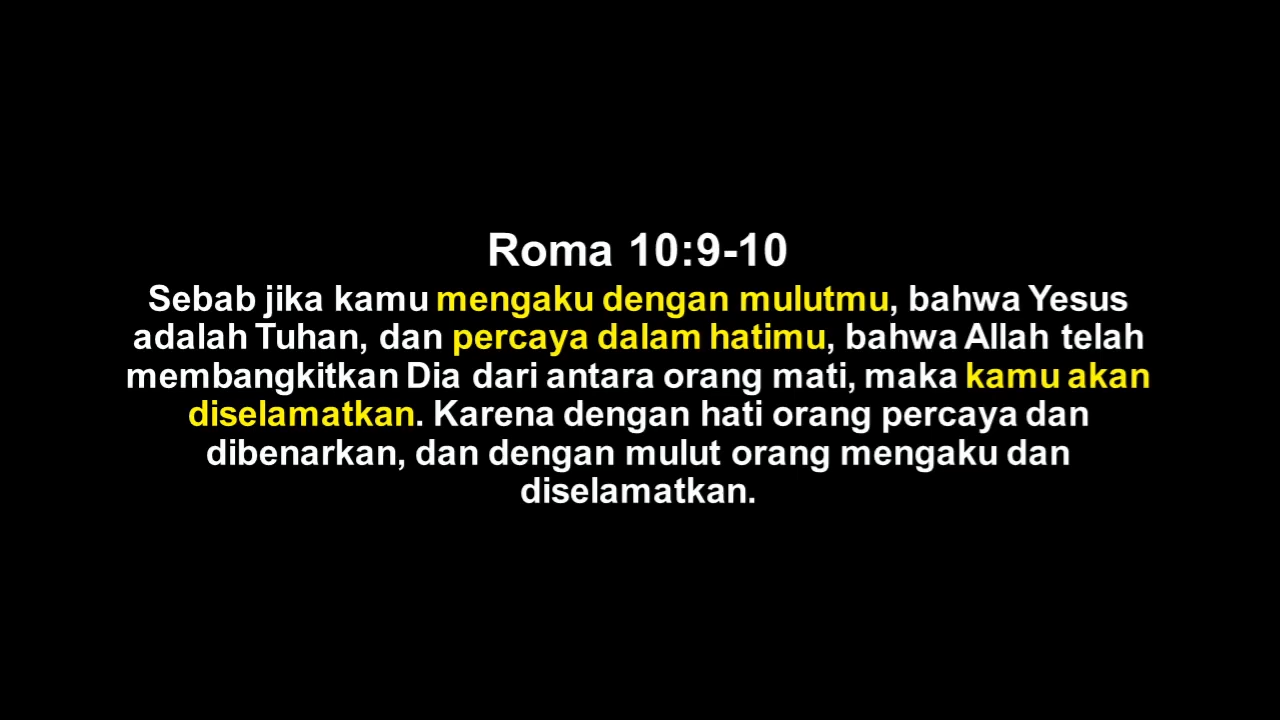 Roma 10:9-10
Sebab jika kamu mengaku dengan mulutmu, bahwa Yesus
adalah Tuhan, dan percaya dalam hatimu, bahwa Allah telah
membangkitkan Dia dari antara orang mati, maka kamu akan
diselamatkan. Karena dengan hati orang percaya dan
dibenarkan, dan dengan mulut orang mengaku dan
diselamatkan.